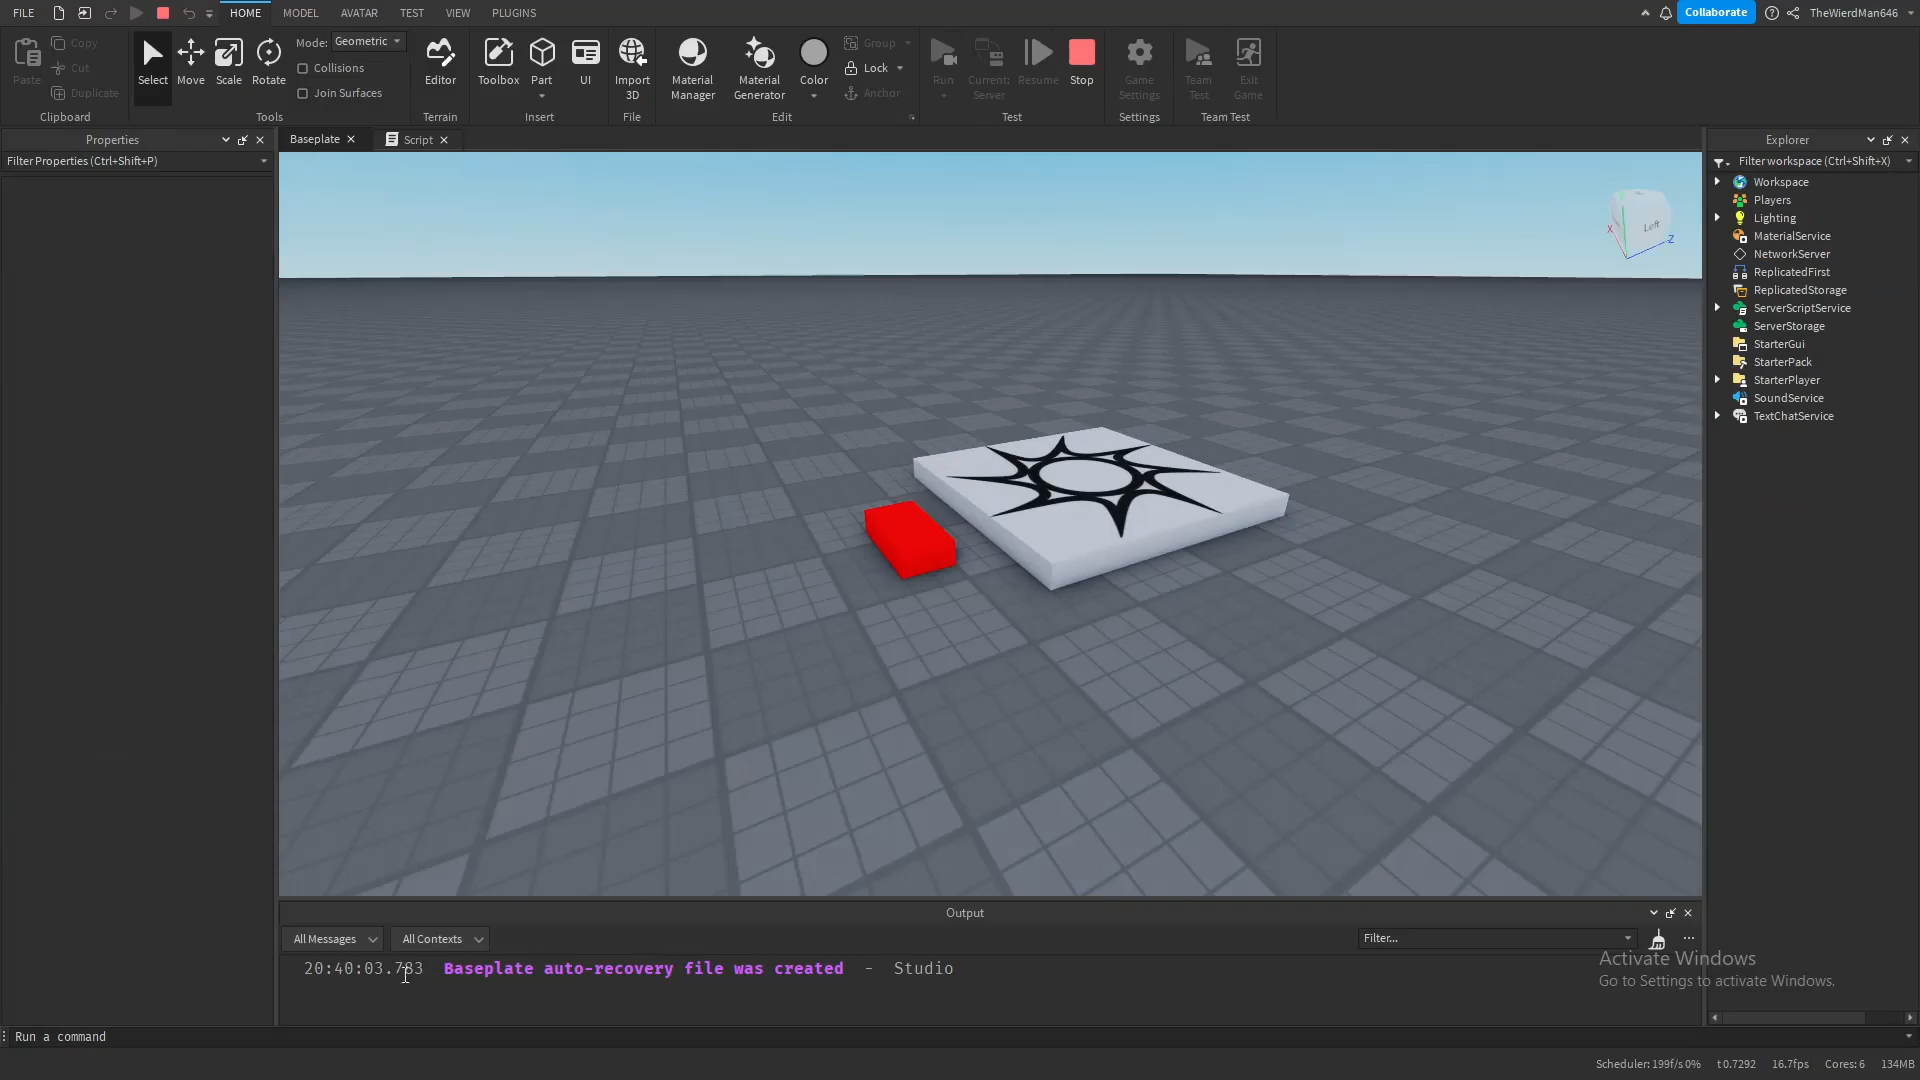 FILE HOME MODEL AVATAR TEST VIEW PLUGINS Collaborate TheWierdMan646
Paste Copy Cut Duplicate Clipboard
Select Move Scale Rotate Mode: Geometric Collisions Join Surfaces Tools
Editor Terrain
Toolbox Part UI Insert
Import 3D File
Material Manager Material Generator Color Group Lock Anchor Edit
Run Current: Server Resume Stop Test
Game Settings Settings
Team Test Exit Game Team Test
Properties
Filter Properties (Ctrl+Shift+P)
Baseplate Script
Left
X
Z
Explorer
Filter workspace (Ctrl+Shift+X)
Workspace
Players
Lighting
MaterialService
NetworkServer
ReplicatedFirst
ReplicatedStorage
ServerScriptService
ServerStorage
StarterGui
StarterPack
StarterPlayer
SoundService
TextChatService
Output
All Messages All Contexts Filter...
20:40:03.783 Baseplate auto-recovery file was created - Studio
Activate Windows
Go to Settings to activate Windows.
Run a command
Scheduler: 199f/s 0% t 0.7292 16.7fps Cores: 6 134MB